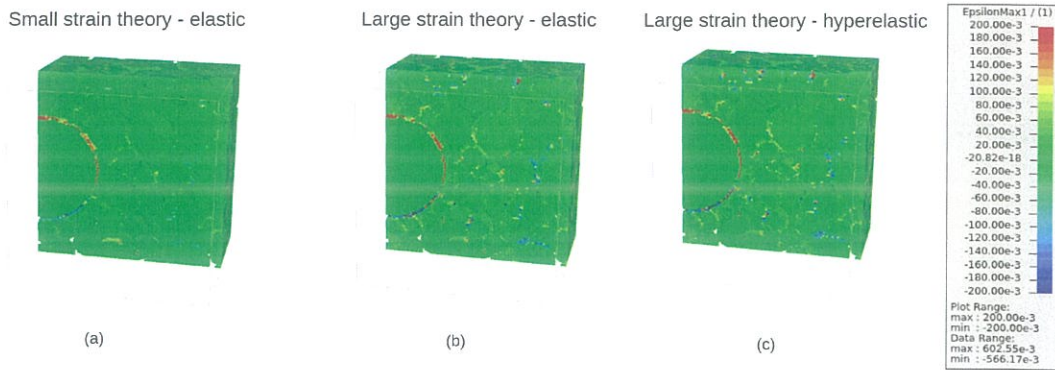 Small strain theory - elastic
Large strain theory - elastic
Large strain theory - hyperelastic
EpsilonMax1 / (1)
200.00e-3
180.00e-3
160.00e-3
140.00e-3
120.00e-3
100.00e-3
80.00e-3
60.00e-3
40.00e-3
20.00e-3
-20.82e-18
-20.00e-3
-40.00e-3
-60.00e-3
-80.00e-3
-100.00e-3
-120.00e-3
-140.00e-3
-160.00e-3
-180.00e-3
-200.00e-3
Plot Range:
max : 200.00e-3
min : -200.00e-3
Data Range:
max : 602.55e-3
min : -566.17e-3
(a)
(b)
(c)